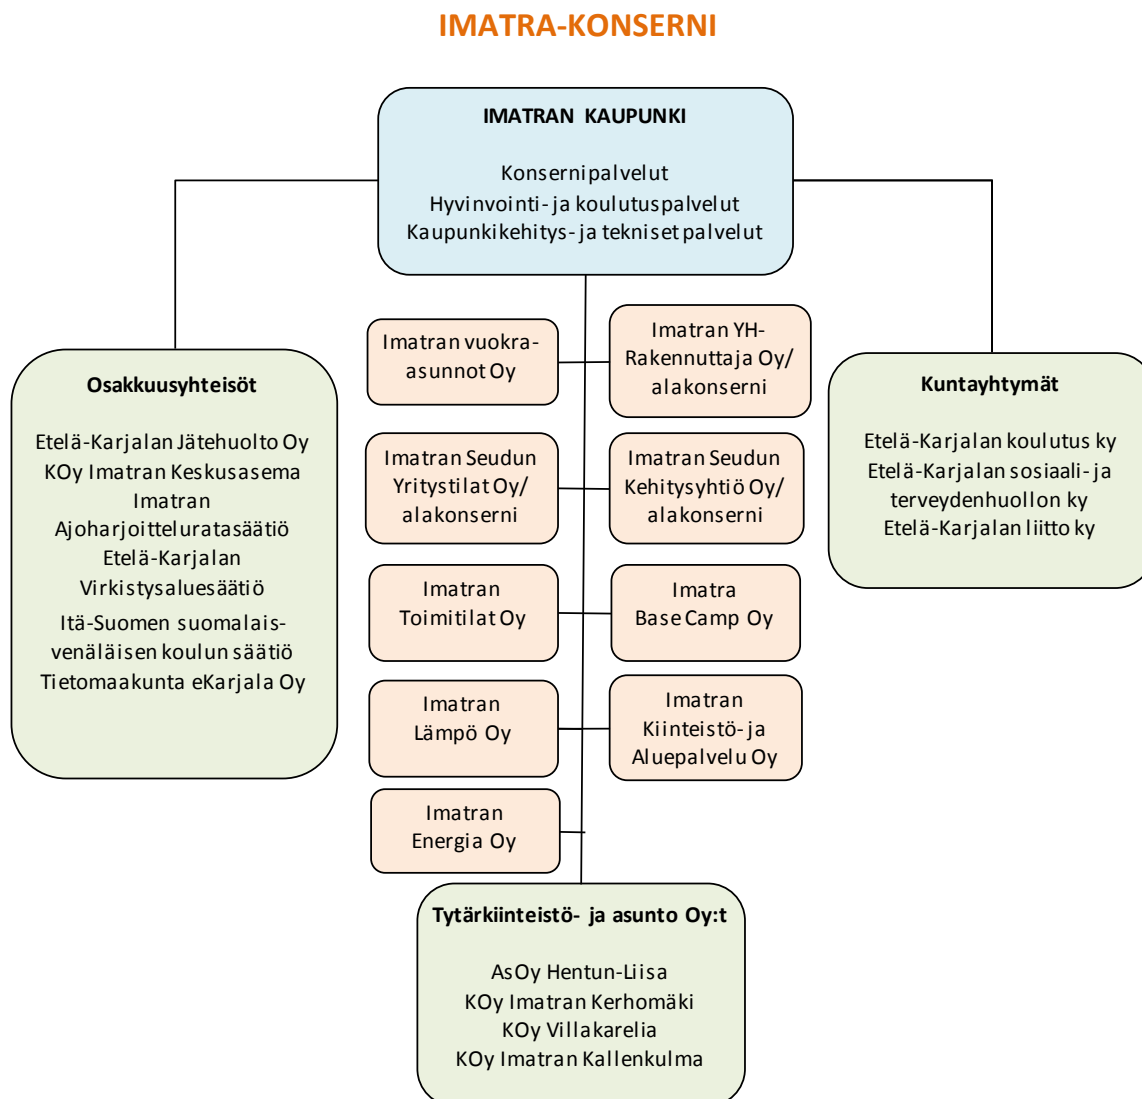 IMATRA-KONSERNI
IMATRAN KAUPUNKI
Konsernipalvelut
Hyvinvointi- ja koulutuspalvelut
Kaupunkikehitys- ja tekniset palvelut
Osakkuusyhteisöt
Etelä-Karjalan Jätehuolto Oy
KOy Imatran Keskusasema
Imatran
Ajoharjoitteluratasäätiö
Etelä-Karjalan
Virkistysaluesäätiö
Itä-Suomen suomalais-
venäläisen koulun säätiö
Tietomaakunta eKarjala Oy
Imatran vuokra-
asunnot Oy
Imatran YH-
Rakennuttaja Oy/
alakonserni
Imatran Seudun
Yritystilat Oy/
alakonserni
Imatran Seudun
Kehitysyhtiö Oy/
alakonserni
Imatran
Toimitilat Oy
Imatra
Base Camp Oy
Imatran
Lämpö Oy
Imatran
Kiinteistö- ja
Aluepalvelu Oy
Imatran
Energia Oy
Kuntayhtymät
Etelä-Karjalan koulutus ky
Etelä-Karjalan sosiaali- ja
terveydenhuollon ky
Etelä-Karjalan liitto ky
Tytärkiinteistö- ja asunto Oy:t
AsOy Hentun-Liisa
KOy Imatran Kerhomäki
KOy Villakarelia
KOy Imatran Kallenkulma